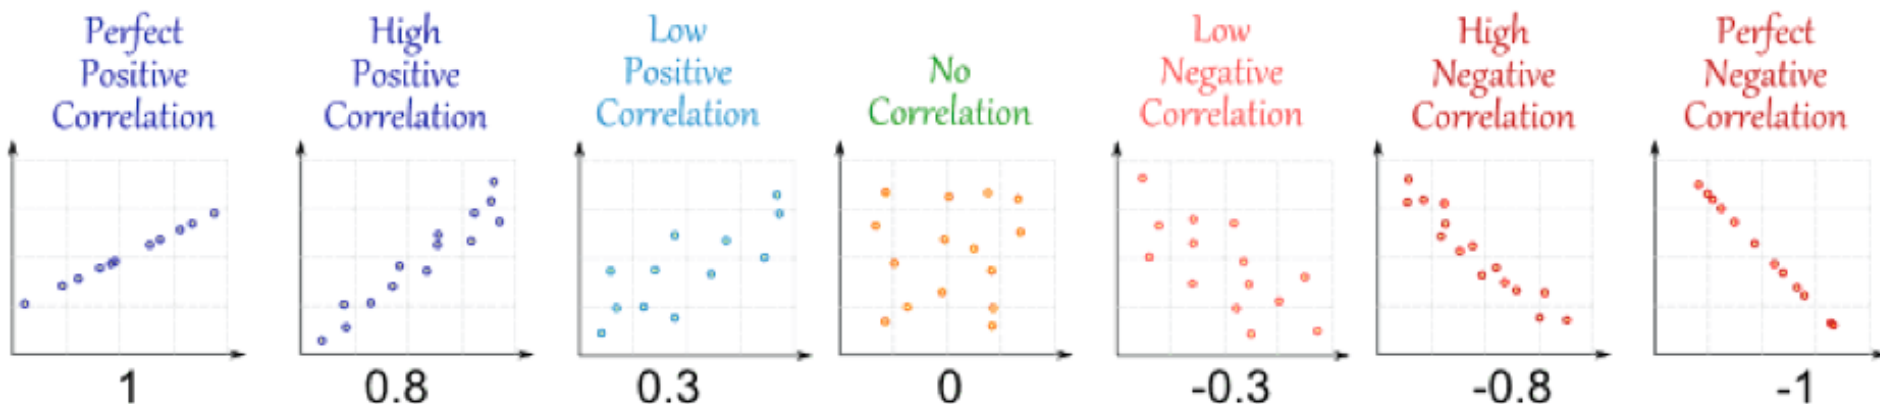 Perfect
Positive
Correlation
High
Positive
Correlation
Low
Positive
Correlation
No
Correlation
Low
Negative
Correlation
High
Negative
Correlation
Perfect
Negative
Correlation
1
0.8
0.3
0
-0.3
-0.8
-1